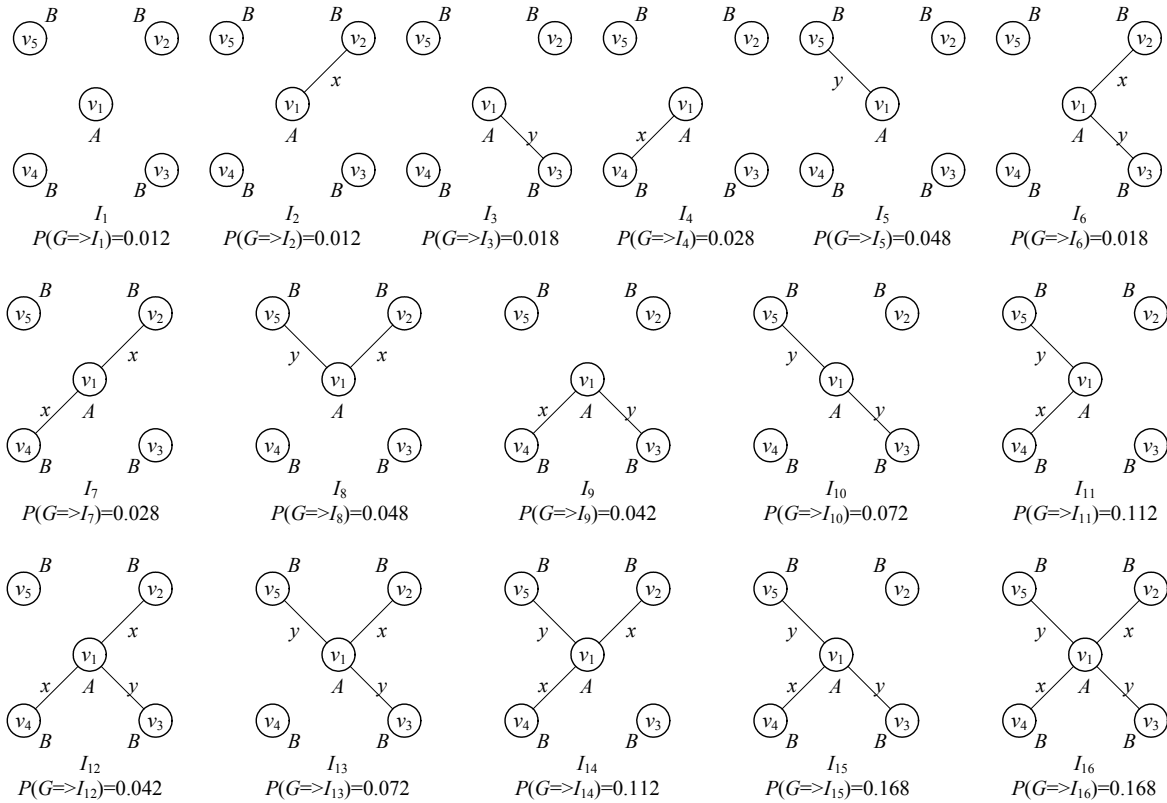 B B B B B B B B B B B B
v5 v2 v5 v2 v5 v2 v5 v2 v5 v2 v5 v2
x y x
v1 v1 v1 v1 v1 v1
A A y x A A A y
v4 v3 v4 v3 v4 v3 v4 v3 v4 v3 v4 v3
B B B B B B B B B B B B
I1 I2 I3 I4 I5 I6
P(G=>I1)=0.012 P(G=>I2)=0.012 P(G=>I3)=0.018 P(G=>I4)=0.028 P(G=>I5)=0.048 P(G=>I6)=0.018
B B B B B B B B B B
v5 v2 v5 v2 v5 v2 v5 v2 v5 v2
x y x y y
v1 v1 v1 v1 v1
x A A x A y A y x A
v4 v3 v4 v3 v4 v3 v4 v3 v4 v3
B B B B B B B B B B
I7 I8 I9 I10 I11
P(G=>I7)=0.028 P(G=>I8)=0.048 P(G=>I9)=0.042 P(G=>I10)=0.072 P(G=>I11)=0.112
B B B B B B B B B B
v5 v2 v5 v2 v5 v2 v5 v2 v5 v2
x y x y x y y x
v1 v1 v1 v1 v1
x A y A y x A x A y x A y
v4 v3 v4 v3 v4 v3 v4 v3 v4 v3
B B B B B B B B B B
I12 I13 I14 I15 I16
P(G=>I12)=0.042 P(G=>I13)=0.072 P(G=>I14)=0.112 P(G=>I15)=0.168 P(G=>I16)=0.168